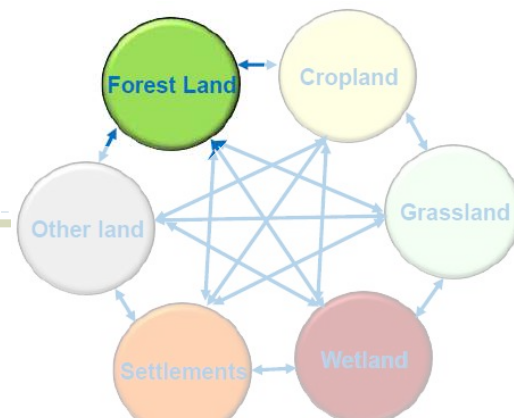 Forest Land
Cropland
Other land
Grassland
Settlements
Wetland